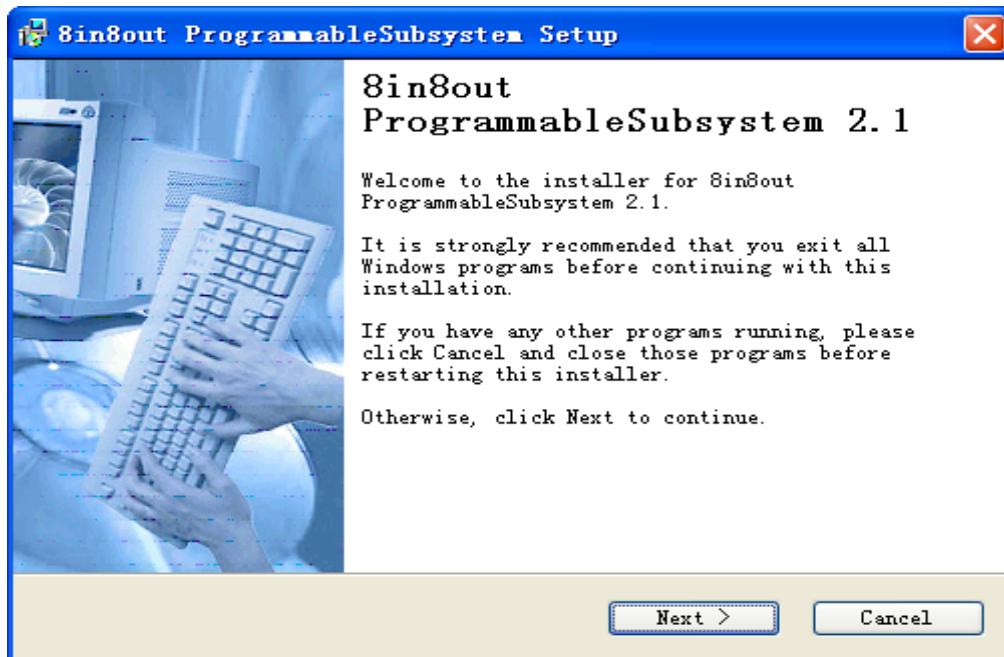 8in8out ProgrammableSubsystem Setup
8in8out
ProgrammableSubsystem 2.1
Welcome to the installer for 8in8out
ProgrammableSubsystem 2.1.
It is strongly recommended that you exit all
Windows programs before continuing with this
installation.
If you have any other programs running, please
click Cancel and close those programs before
restarting this installer.
Otherwise, click Next to continue.
Next >
Cancel